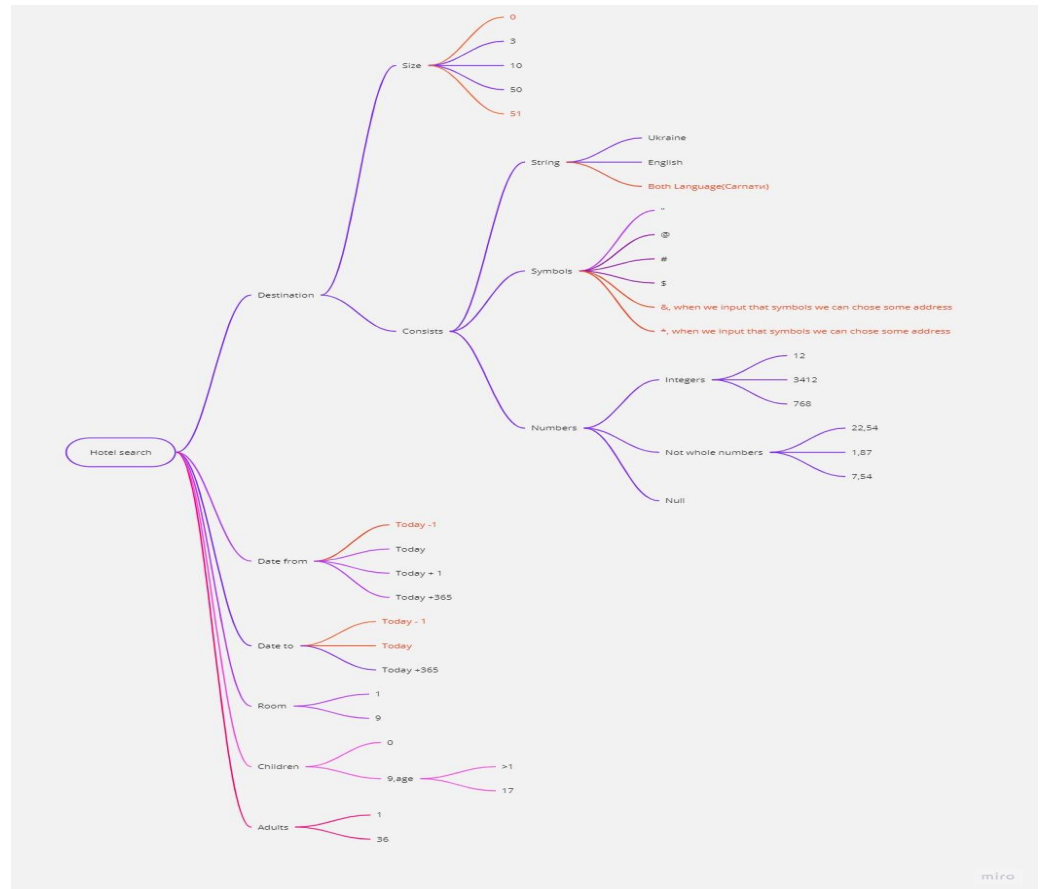 0
3
Size
10
50
51
Ukraine
String
English
Both Language(Сarпати)
"
@
Symbols
#
$
Destination
&, when we input that symbols we can chose some address
Consists
*, when we input that symbols we can chose some address
12
Integers
3412
768
Numbers
22,54
Hotel search
Not whole numbers
1,87
7,54
Null
Today -1
Today
Date from
Today + 1
Today +365
Today - 1
Date to
Today
Today +365
1
Room
9
0
Children
9,age
>1
17
1
Adults
36
miro